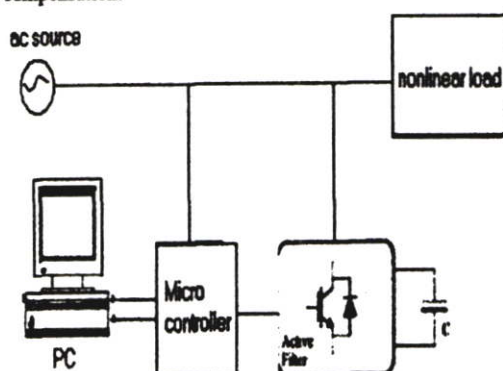 ac source
nonlinear load
Micro
controller
Active
Filter
C
PC